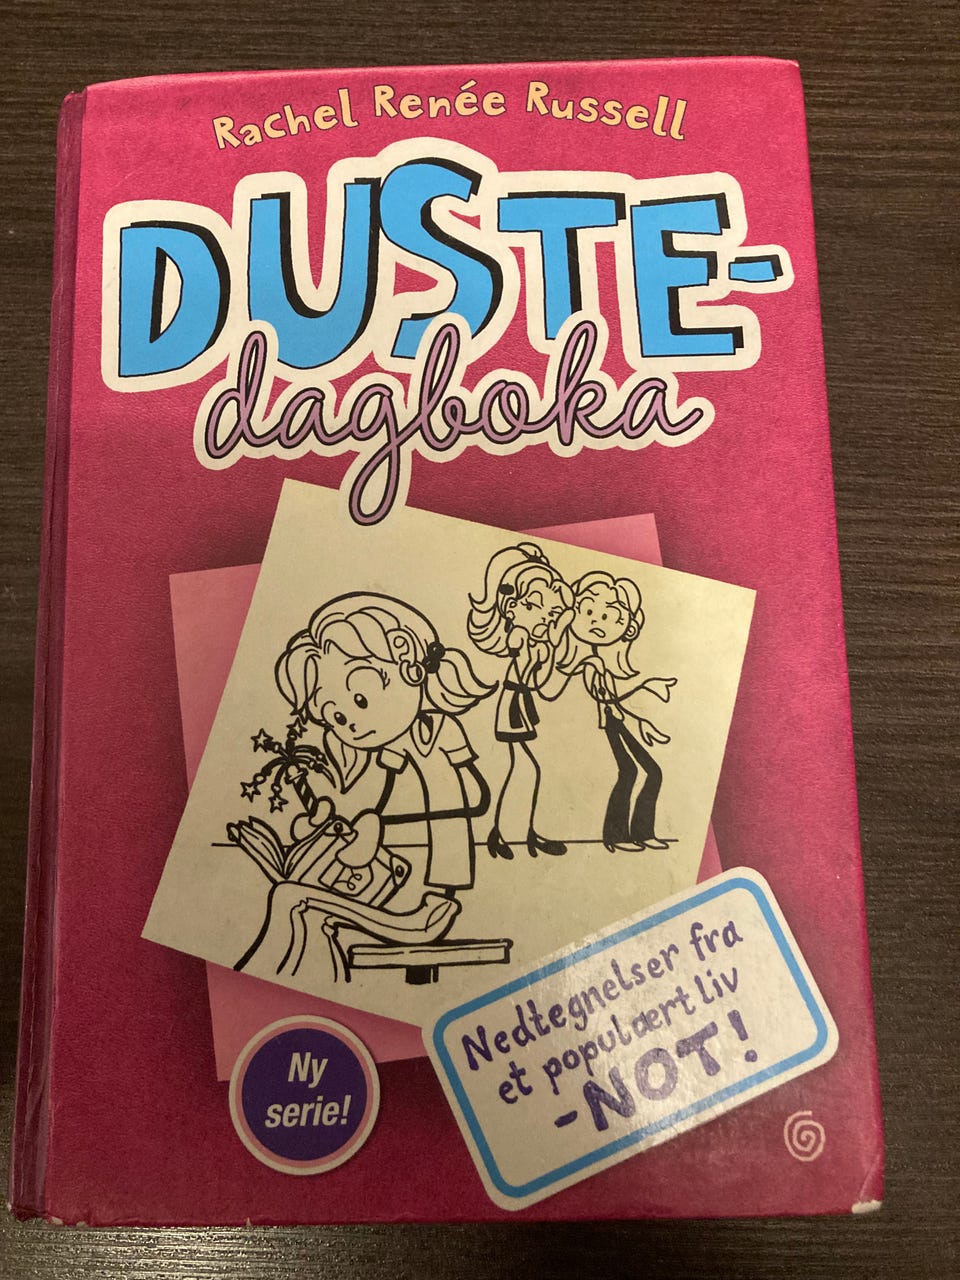 Rachel Renée Russell
DUSTE-
dagboka
Nedtegnelser fra
et populært liv
-NOT!
Ny
serie!